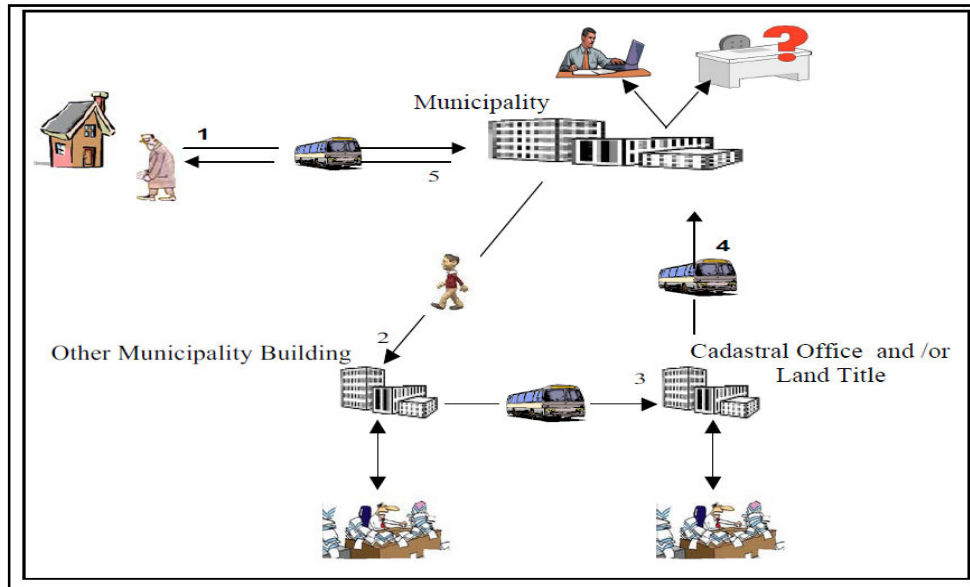 ?
Municipality
1
5
4
2
Other Municipality Building
3
Cadastral Office and /or
Land Title